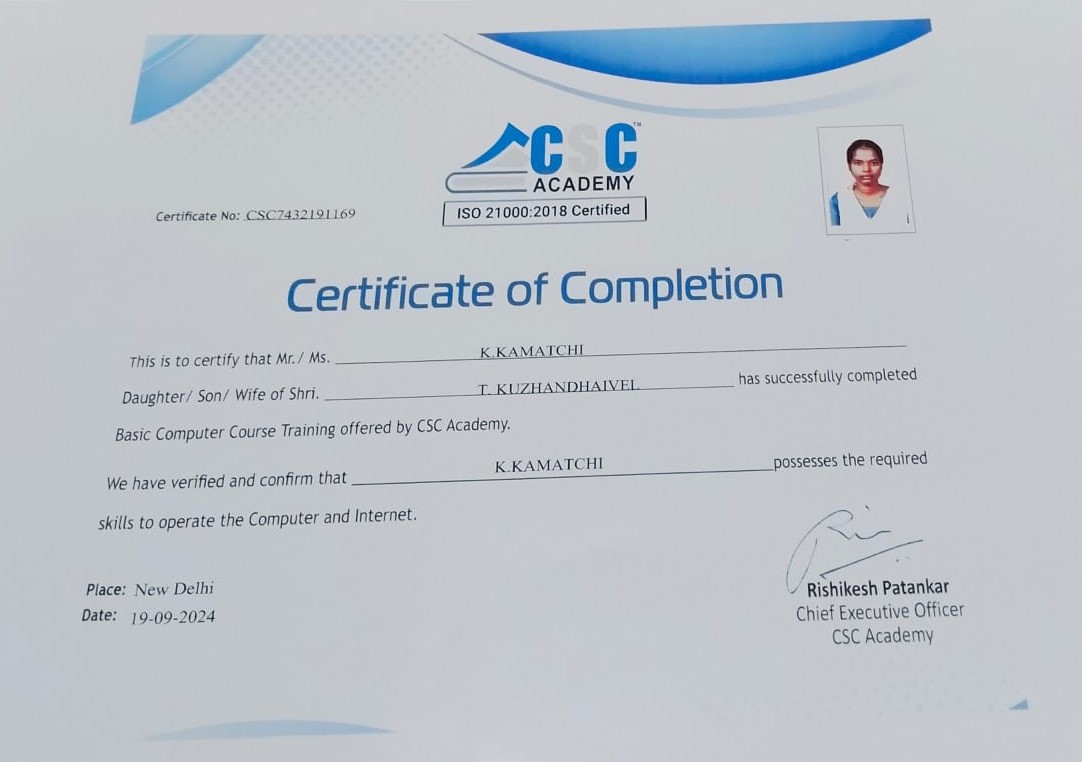 CSC™
ACADEMY
ISO 21000:2018 Certified
Certificate No: CSC7432191169
Certificate of Completion
This is to certify that Mr./ Ms. K.KAMATCHI
Daughter/ Son/ Wife of Shri. T. KUZHANDHAIVEL has successfully completed
Basic Computer Course Training offered by CSC Academy.
We have verified and confirm that K.KAMATCHI possesses the required
skills to operate the Computer and Internet.
Place: New Delhi
Date: 19-09-2024
Rishikesh Patankar
Chief Executive Officer
CSC Academy